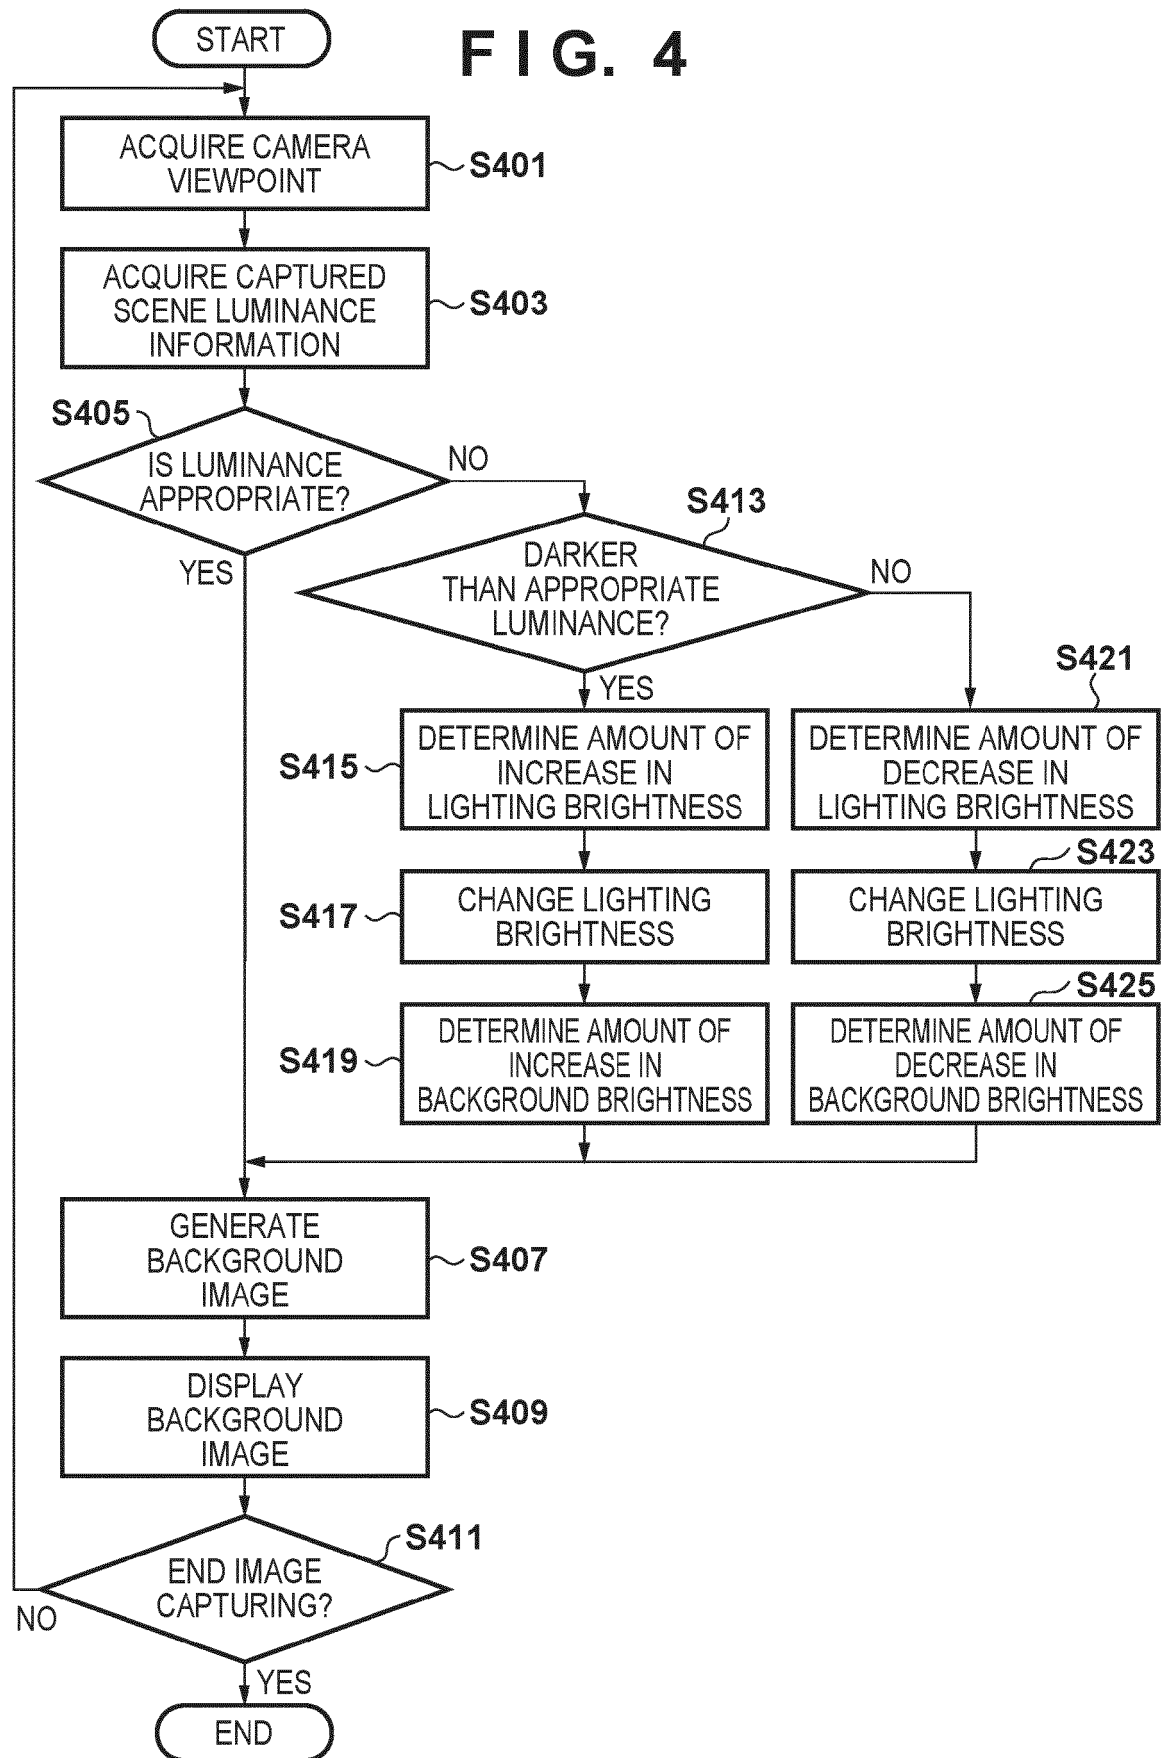 START
FIG. 4
ACQUIRE CAMERA
VIEWPOINT
S401
ACQUIRE CAPTURED
SCENE LUMINANCE
INFORMATION
S403
S405
IS LUMINANCE
APPROPRIATE?
NO
YES
S413
DARKER
THAN APPROPRIATE
LUMINANCE?
NO
YES
S421
S415
DETERMINE AMOUNT OF
INCREASE IN
LIGHTING BRIGHTNESS
DETERMINE AMOUNT OF
DECREASE IN
LIGHTING BRIGHTNESS
S423
S417
CHANGE LIGHTING
BRIGHTNESS
CHANGE LIGHTING
BRIGHTNESS
S425
S419
DETERMINE AMOUNT OF
INCREASE IN
BACKGROUND BRIGHTNESS
DETERMINE AMOUNT OF
DECREASE IN
BACKGROUND BRIGHTNESS
GENERATE
BACKGROUND
IMAGE
S407
DISPLAY
BACKGROUND
IMAGE
S409
S411
END IMAGE
CAPTURING?
NO
YES
END